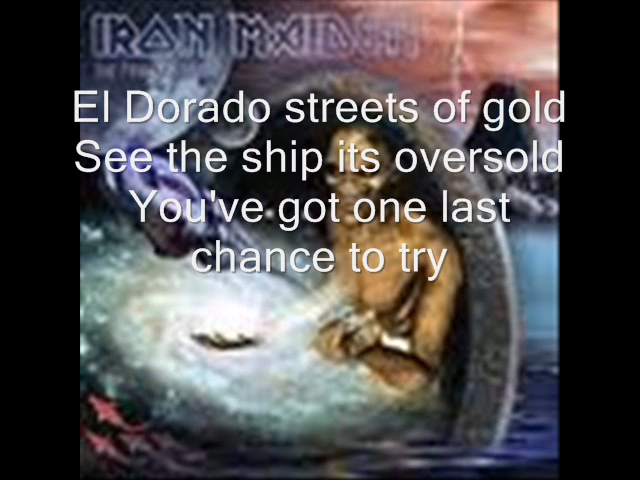 IRON MAIDEN
El Dorado streets of gold
See the ship its oversold
You've got one last
chance to try